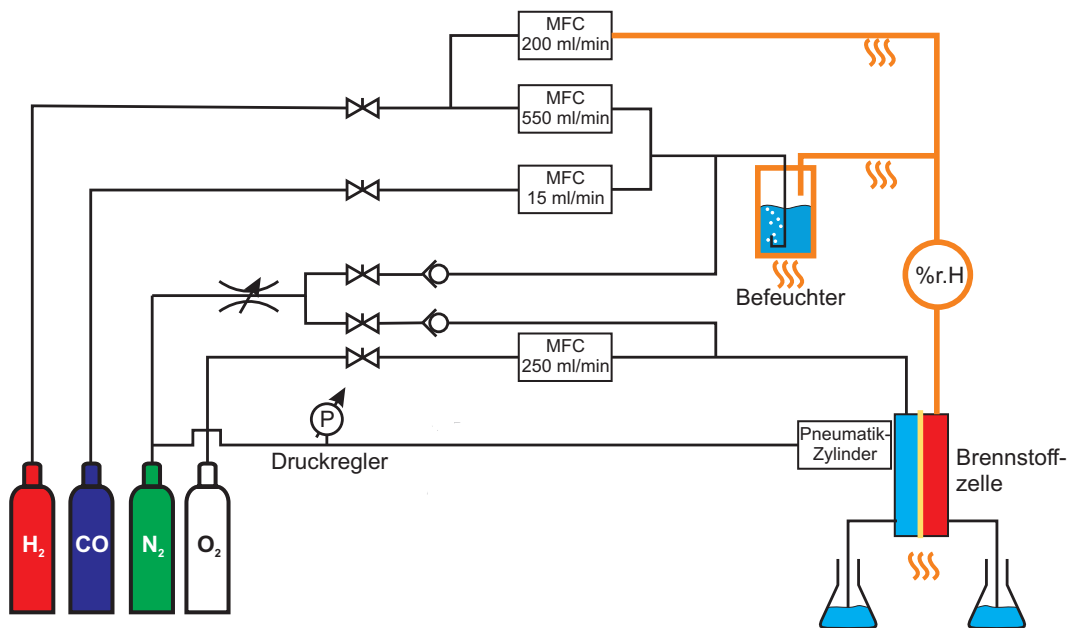 MFC
200 ml/min
MFC
550 ml/min
MFC
15 ml/min
%r.H
Befeuchter
MFC
250 ml/min
P
Druckregler
Pneumatik-
Zylinder
Brennstoff-
zelle
H₂
CO
N₂
O₂